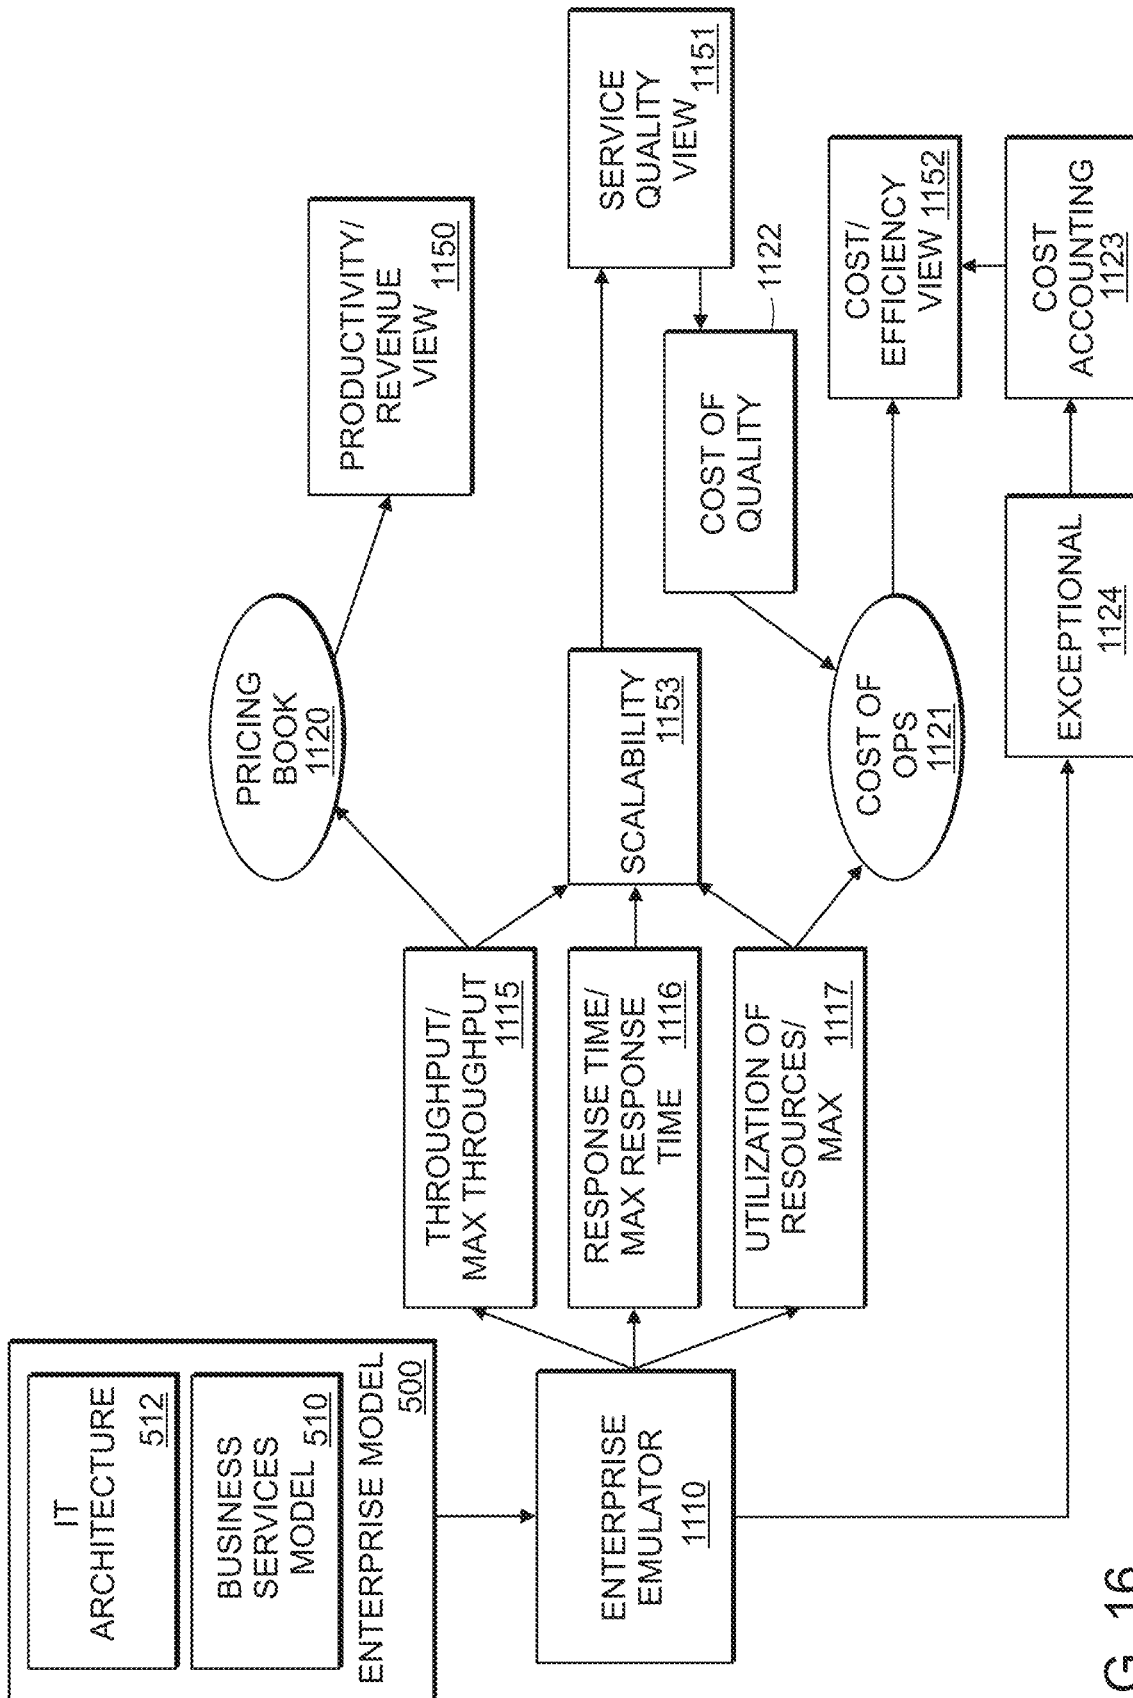 IT
ARCHITECTURE
512
BUSINESS
SERVICES
MODEL 510
ENTERPRISE MODEL
500
ENTERPRISE
EMULATOR
1110
THROUGHPUT/
MAX THROUGHPUT
1115
RESPONSE TIME/
MAX RESPONSE
TIME 1116
UTILIZATION OF
RESOURCES/
MAX 1117
PRICING
BOOK
1120
SCALABILITY
1153
COST OF
OPS
1121
EXCEPTIONAL
1124
PRODUCTIVITY/
REVENUE
VIEW 1150
SERVICE
QUALITY
VIEW 1151
COST OF
QUALITY
1122
COST/
EFFICIENCY
VIEW 1152
COST
ACCOUNTING
1123
G 16